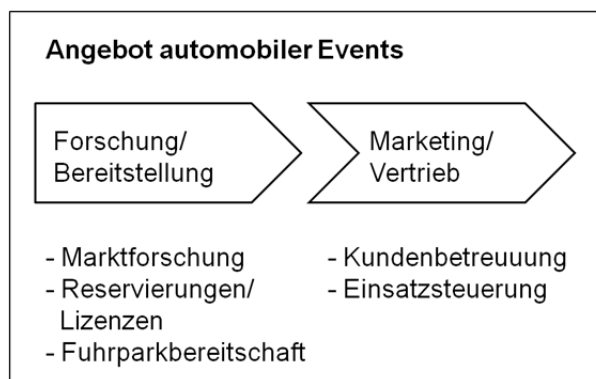 Angebot automobiler Events
Forschung/
Bereitstellung
Marketing/
Vertrieb
- Marktforschung
- Reservierungen/
Lizenzen
- Fuhrparkbereitschaft
- Kundenbetreuuung
- Einsatzsteuerung